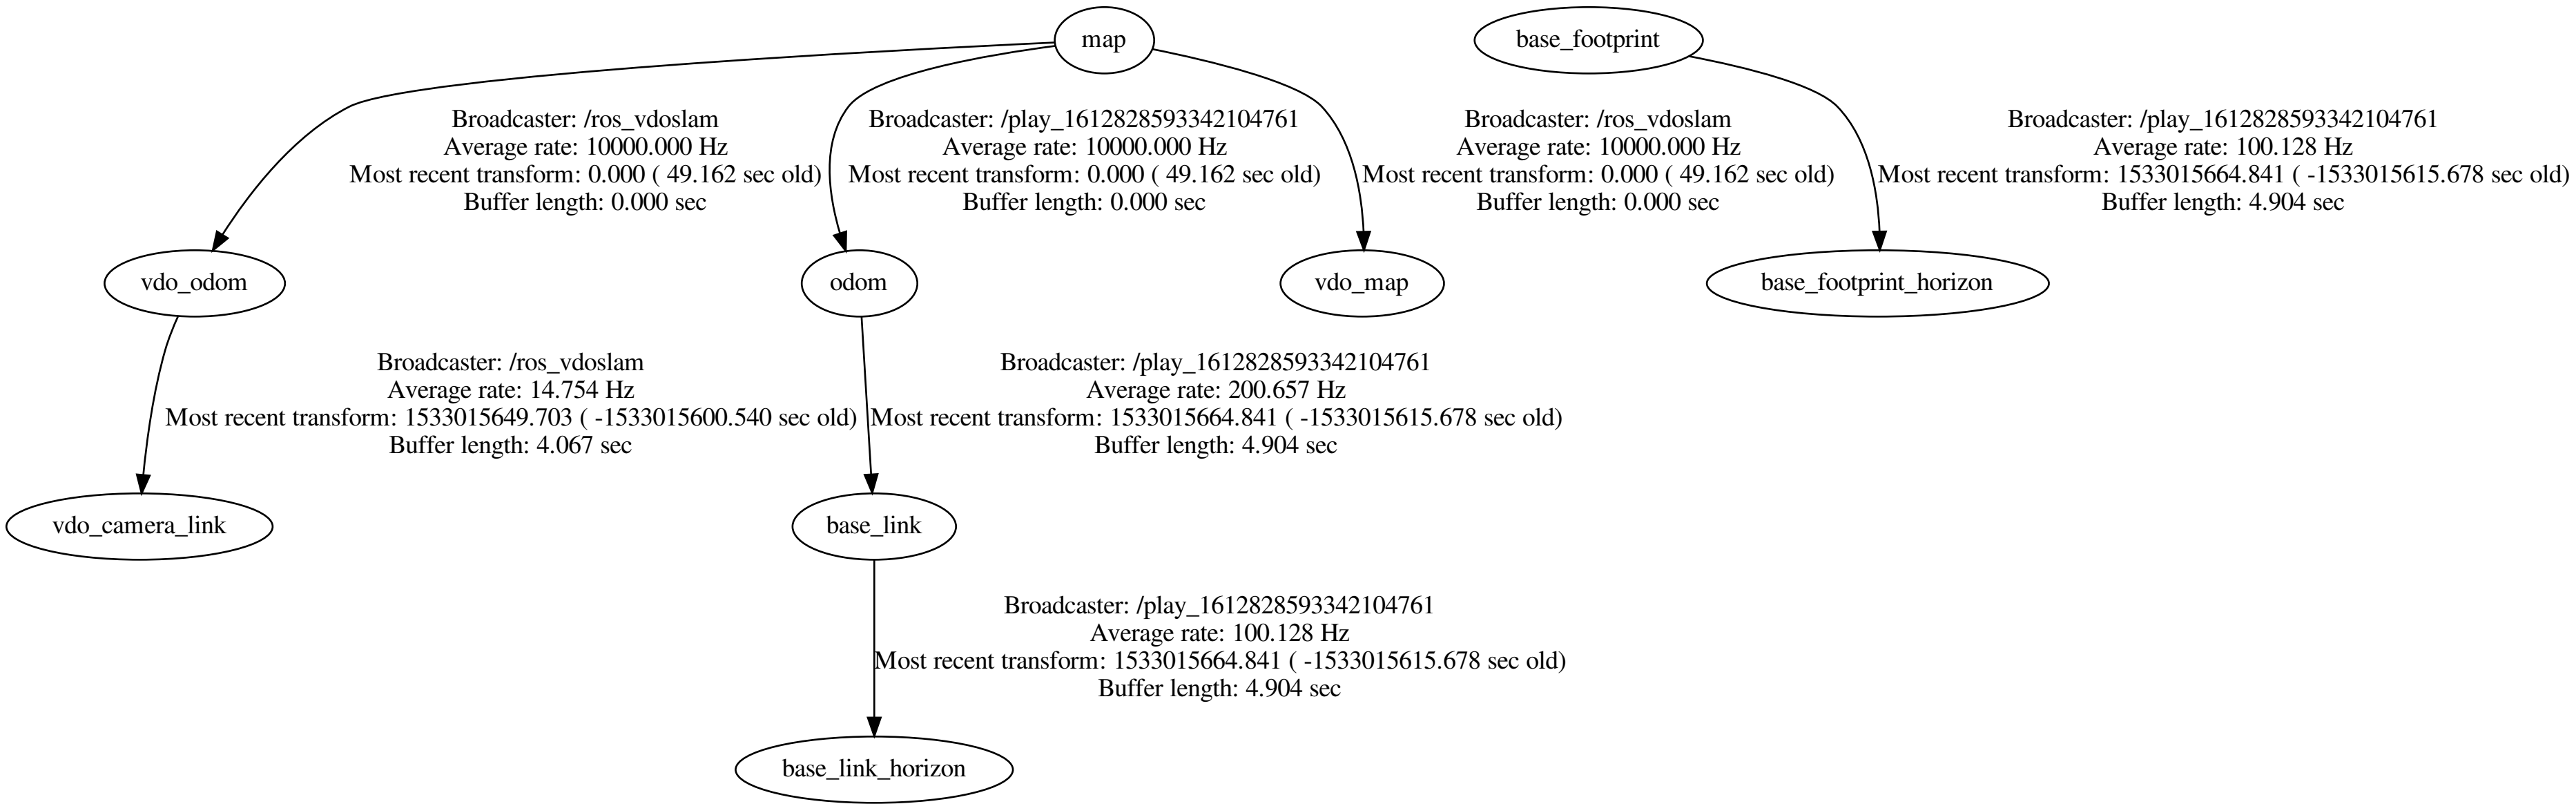 map
base_footprint
Broadcaster: /ros_vdoslam
Average rate: 10000.000 Hz
Most recent transform: 0.000 ( 49.162 sec old)
Buffer length: 0.000 sec
Broadcaster: /play_1612828593342104761
Average rate: 10000.000 Hz
Most recent transform: 0.000 ( 49.162 sec old)
Buffer length: 0.000 sec
Broadcaster: /ros_vdoslam
Average rate: 10000.000 Hz
Most recent transform: 0.000 ( 49.162 sec old)
Buffer length: 0.000 sec
Broadcaster: /play_1612828593342104761
Average rate: 100.128 Hz
Most recent transform: 1533015664.841 ( -1533015615.678 sec old)
Buffer length: 4.904 sec
vdo_odom
odom
vdo_map
base_footprint_horizon
Broadcaster: /ros_vdoslam
Average rate: 14.754 Hz
Most recent transform: 1533015649.703 ( -1533015600.540 sec old)
Buffer length: 4.067 sec
Broadcaster: /play_1612828593342104761
Average rate: 200.657 Hz
Most recent transform: 1533015664.841 ( -1533015615.678 sec old)
Buffer length: 4.904 sec
vdo_camera_link
base_link
Broadcaster: /play_1612828593342104761
Average rate: 100.128 Hz
Most recent transform: 1533015664.841 ( -1533015615.678 sec old)
Buffer length: 4.904 sec
base_link_horizon